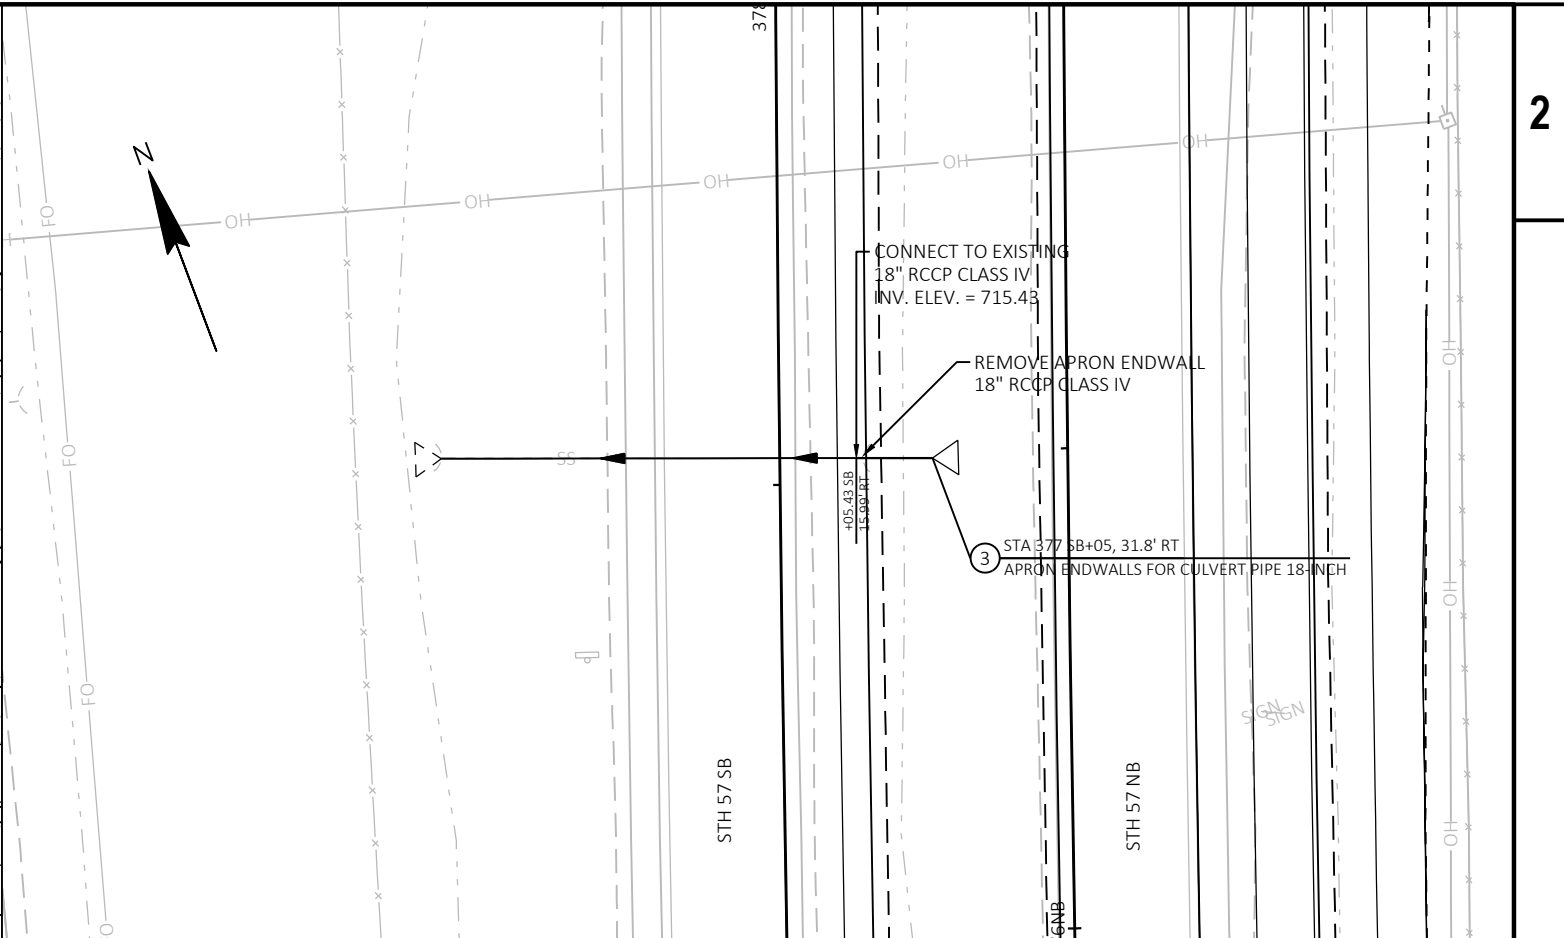 378
2
N
OH
OH
OH
OH
OH
FO
CONNECT TO EXISTING
18" RCCP CLASS IV
INV. ELEV. = 715.43
REMOVE APRON ENDWALL
18" RCCP CLASS IV
OH
FO
SS
+05.43 SB
15.99' RT
3
STA 377 SB+05, 31.8' RT
APRON ENDWALLS FOR CULVERT PIPE 18-INCH
OH
FO
SIGN
SIGN
STH 57 SB
STH 57 NB
OH
6NB